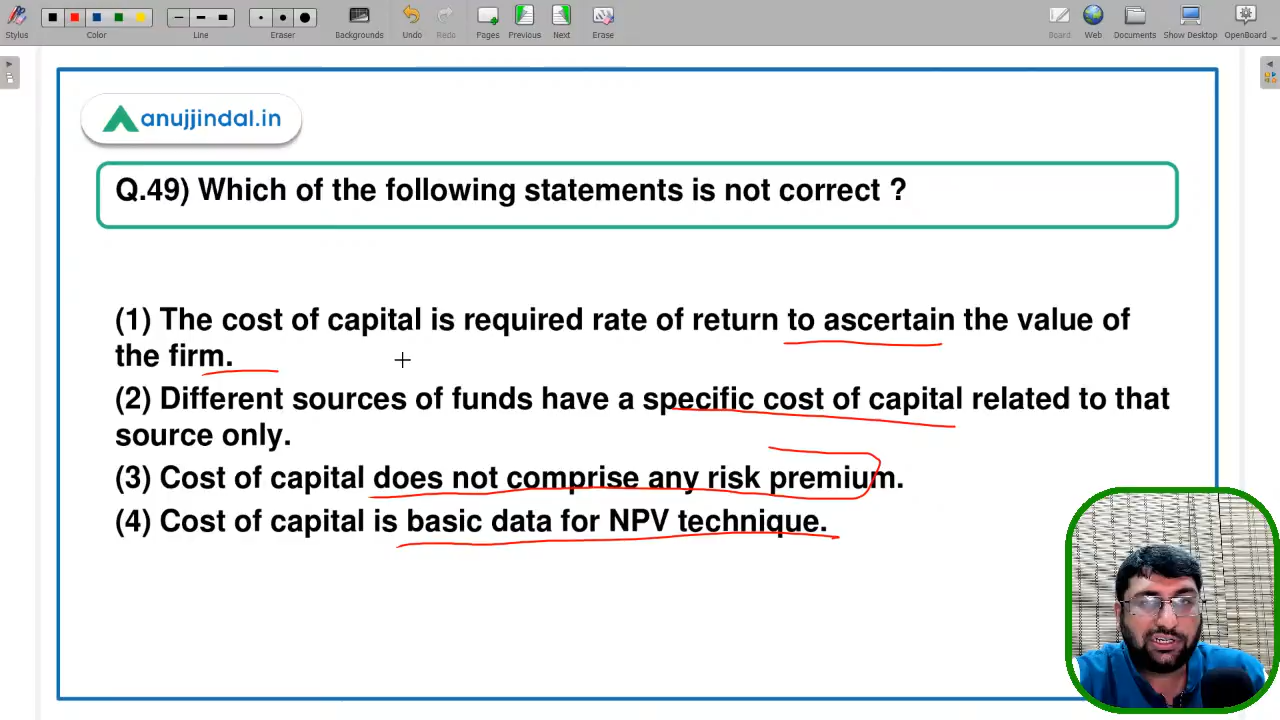 Stylus Color Line Eraser Backgrounds Undo Redo Pages Previous Next Erase Board Web Documents Show Desktop OpenBoard
anujjindal.in
Q.49) Which of the following statements is not correct ?
(1) The cost of capital is required rate of return to ascertain the value of
the firm.
(2) Different sources of funds have a specific cost of capital related to that
source only.
(3) Cost of capital does not comprise any risk premium.
(4) Cost of capital is basic data for NPV technique.